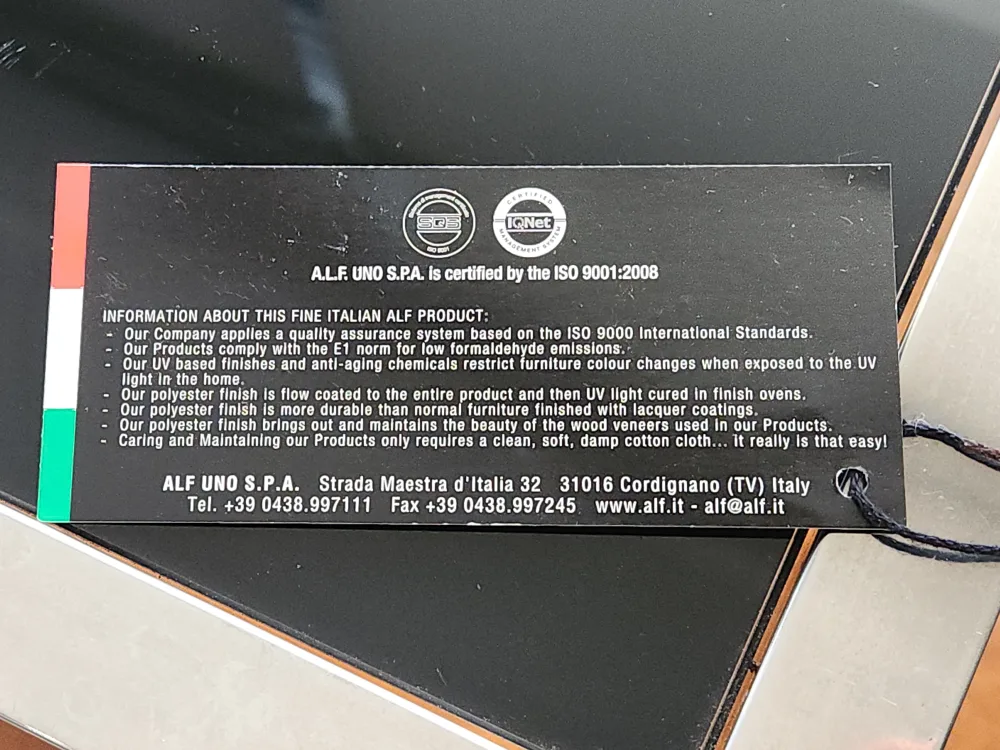 SQS
ISO 9001
CERTIFIED
IQNet
MANAGEMENT SYSTEM
A.L.F. UNO S.P.A. is certified by the ISO 9001:2008
INFORMATION ABOUT THIS FINE ITALIAN ALF PRODUCT:
- Our Company applies a quality assurance system based on the ISO 9000 International Standards.
- Our Products comply with the E1 norm for low formaldehyde emissions.
- Our UV based finishes and anti-aging chemicals restrict furniture colour changes when exposed to the UV
light in the home.
- Our polyester finish is flow coated to the entire product and then UV light cured in finish ovens.
- Our polyester finish is more durable than normal furniture finished with lacquer coatings.
- Our polyester finish brings out and maintains the beauty of the wood veneers used in our Products.
- Caring and Maintaining our Products only requires a clean, soft, damp cotton cloth... it really is that easy!
ALF UNO S.P.A. Strada Maestra d'Italia 32 31016 Cordignano (TV) Italy
Tel. +39 0438.997111 Fax +39 0438.997245 www.alf.it - alf@alf.it